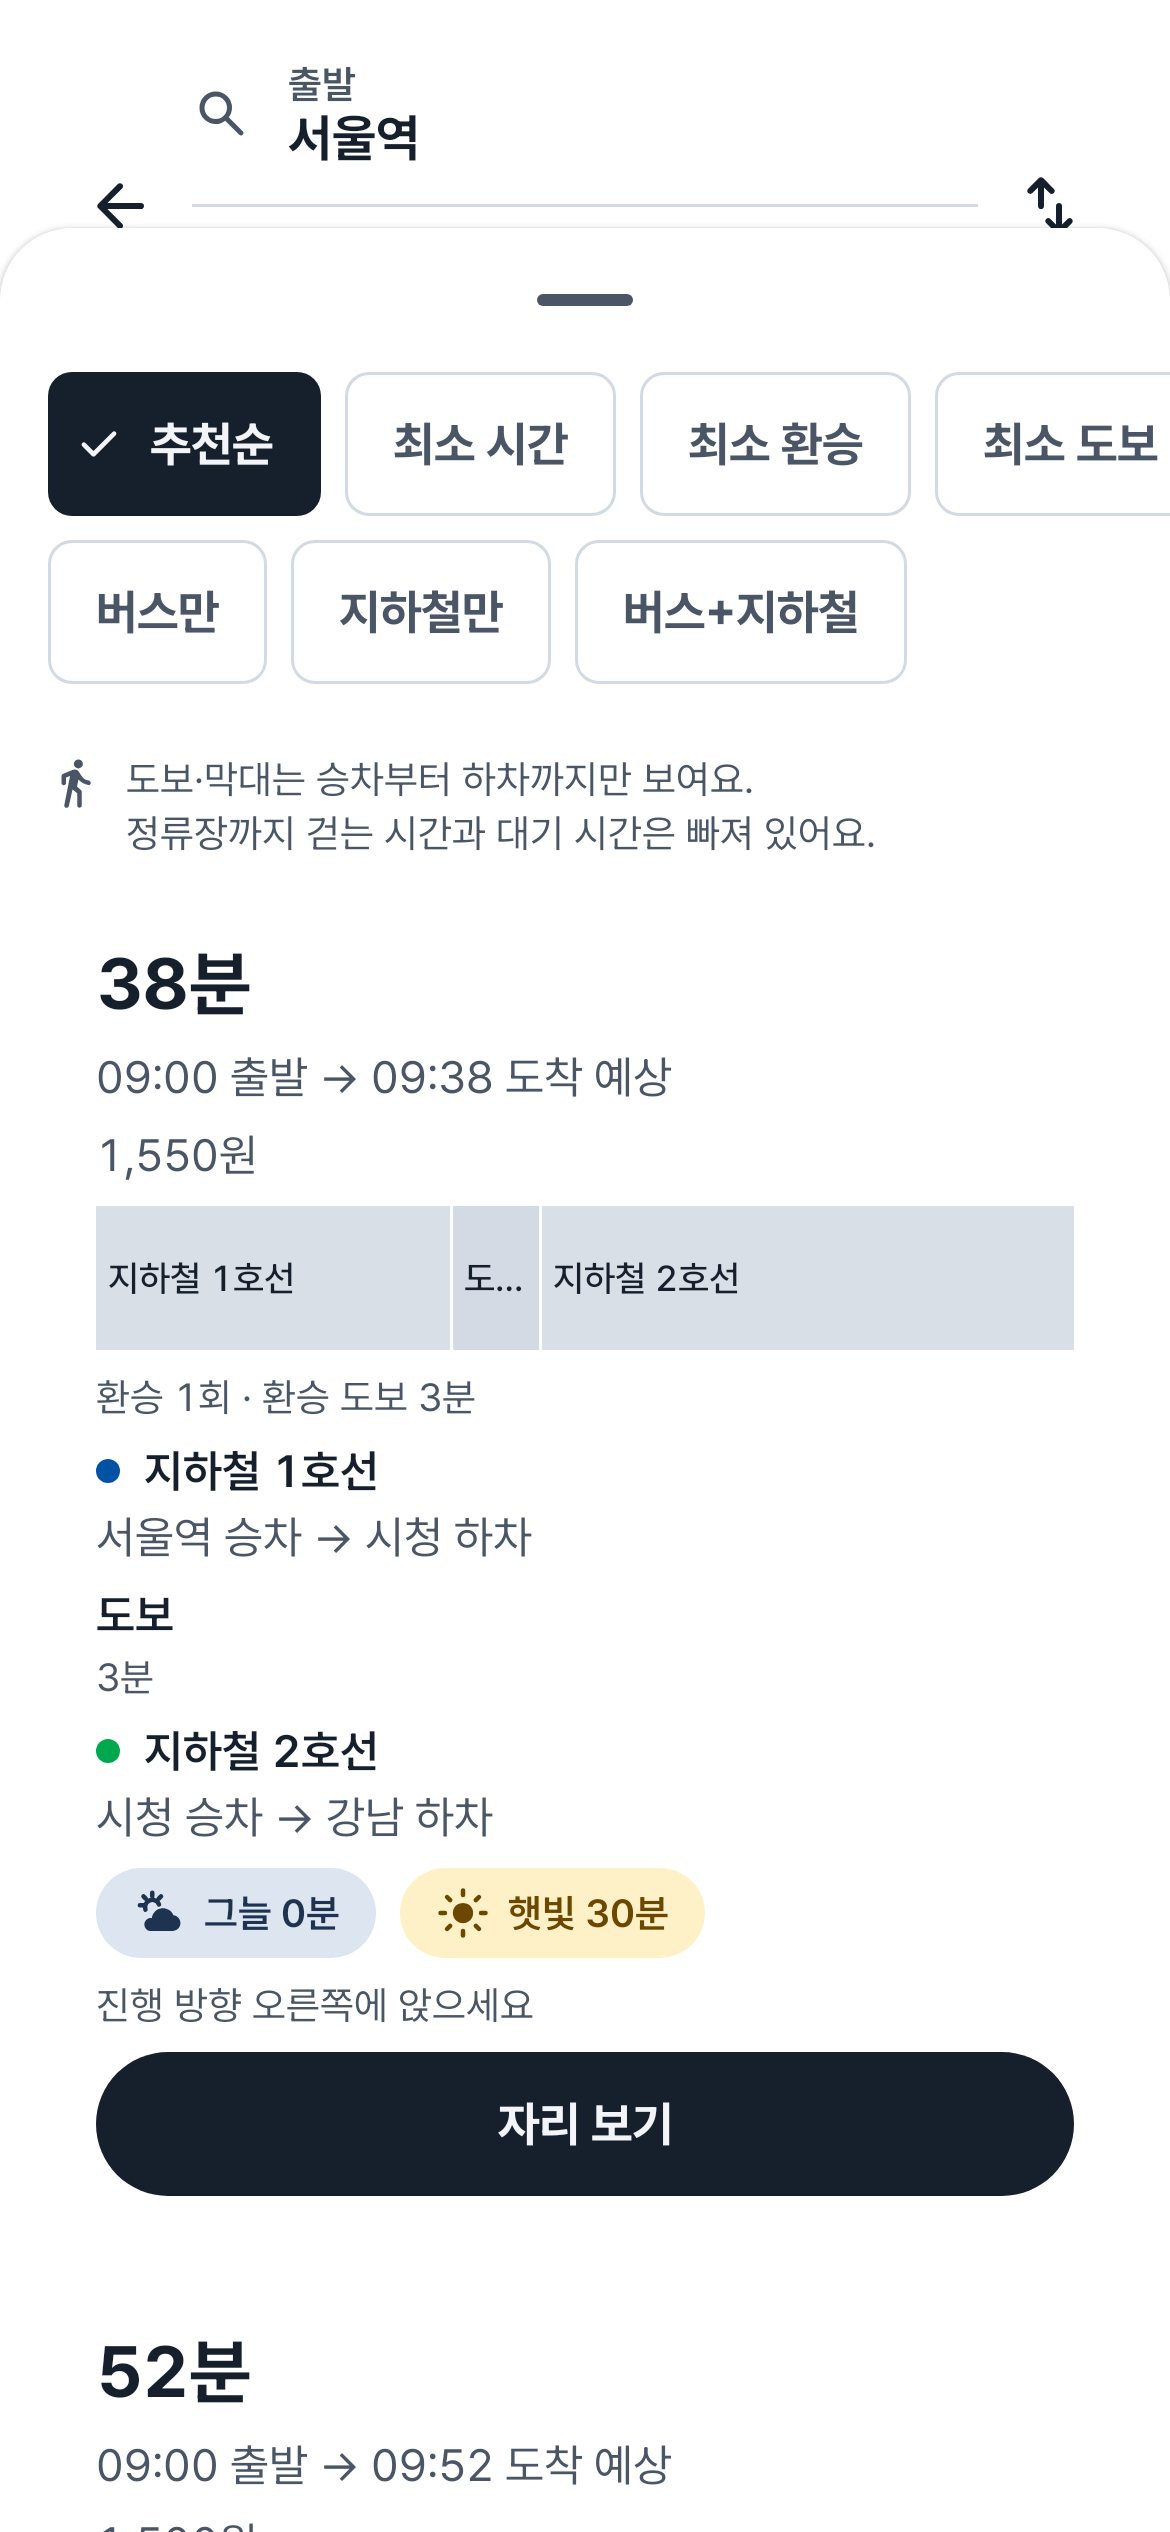 출발
서울역
추천순
최소 시간
최소 환승
최소 도보
버스만
지하철만
버스+지하철
도보·막대는 승차부터 하차까지만 보여요.
정류장까지 걷는 시간과 대기 시간은 빠져 있어요.
38분
09:00 출발 → 09:38 도착 예상
1,550원
지하철 1호선
도...
지하철 2호선
환승 1회 · 환승 도보 3분
지하철 1호선
서울역 승차 → 시청 하차
도보
3분
지하철 2호선
시청 승차 → 강남 하차
그늘 0분
햇빛 30분
진행 방향 오른쪽에 앉으세요
자리 보기
52분
09:00 출발 → 09:52 도착 예상